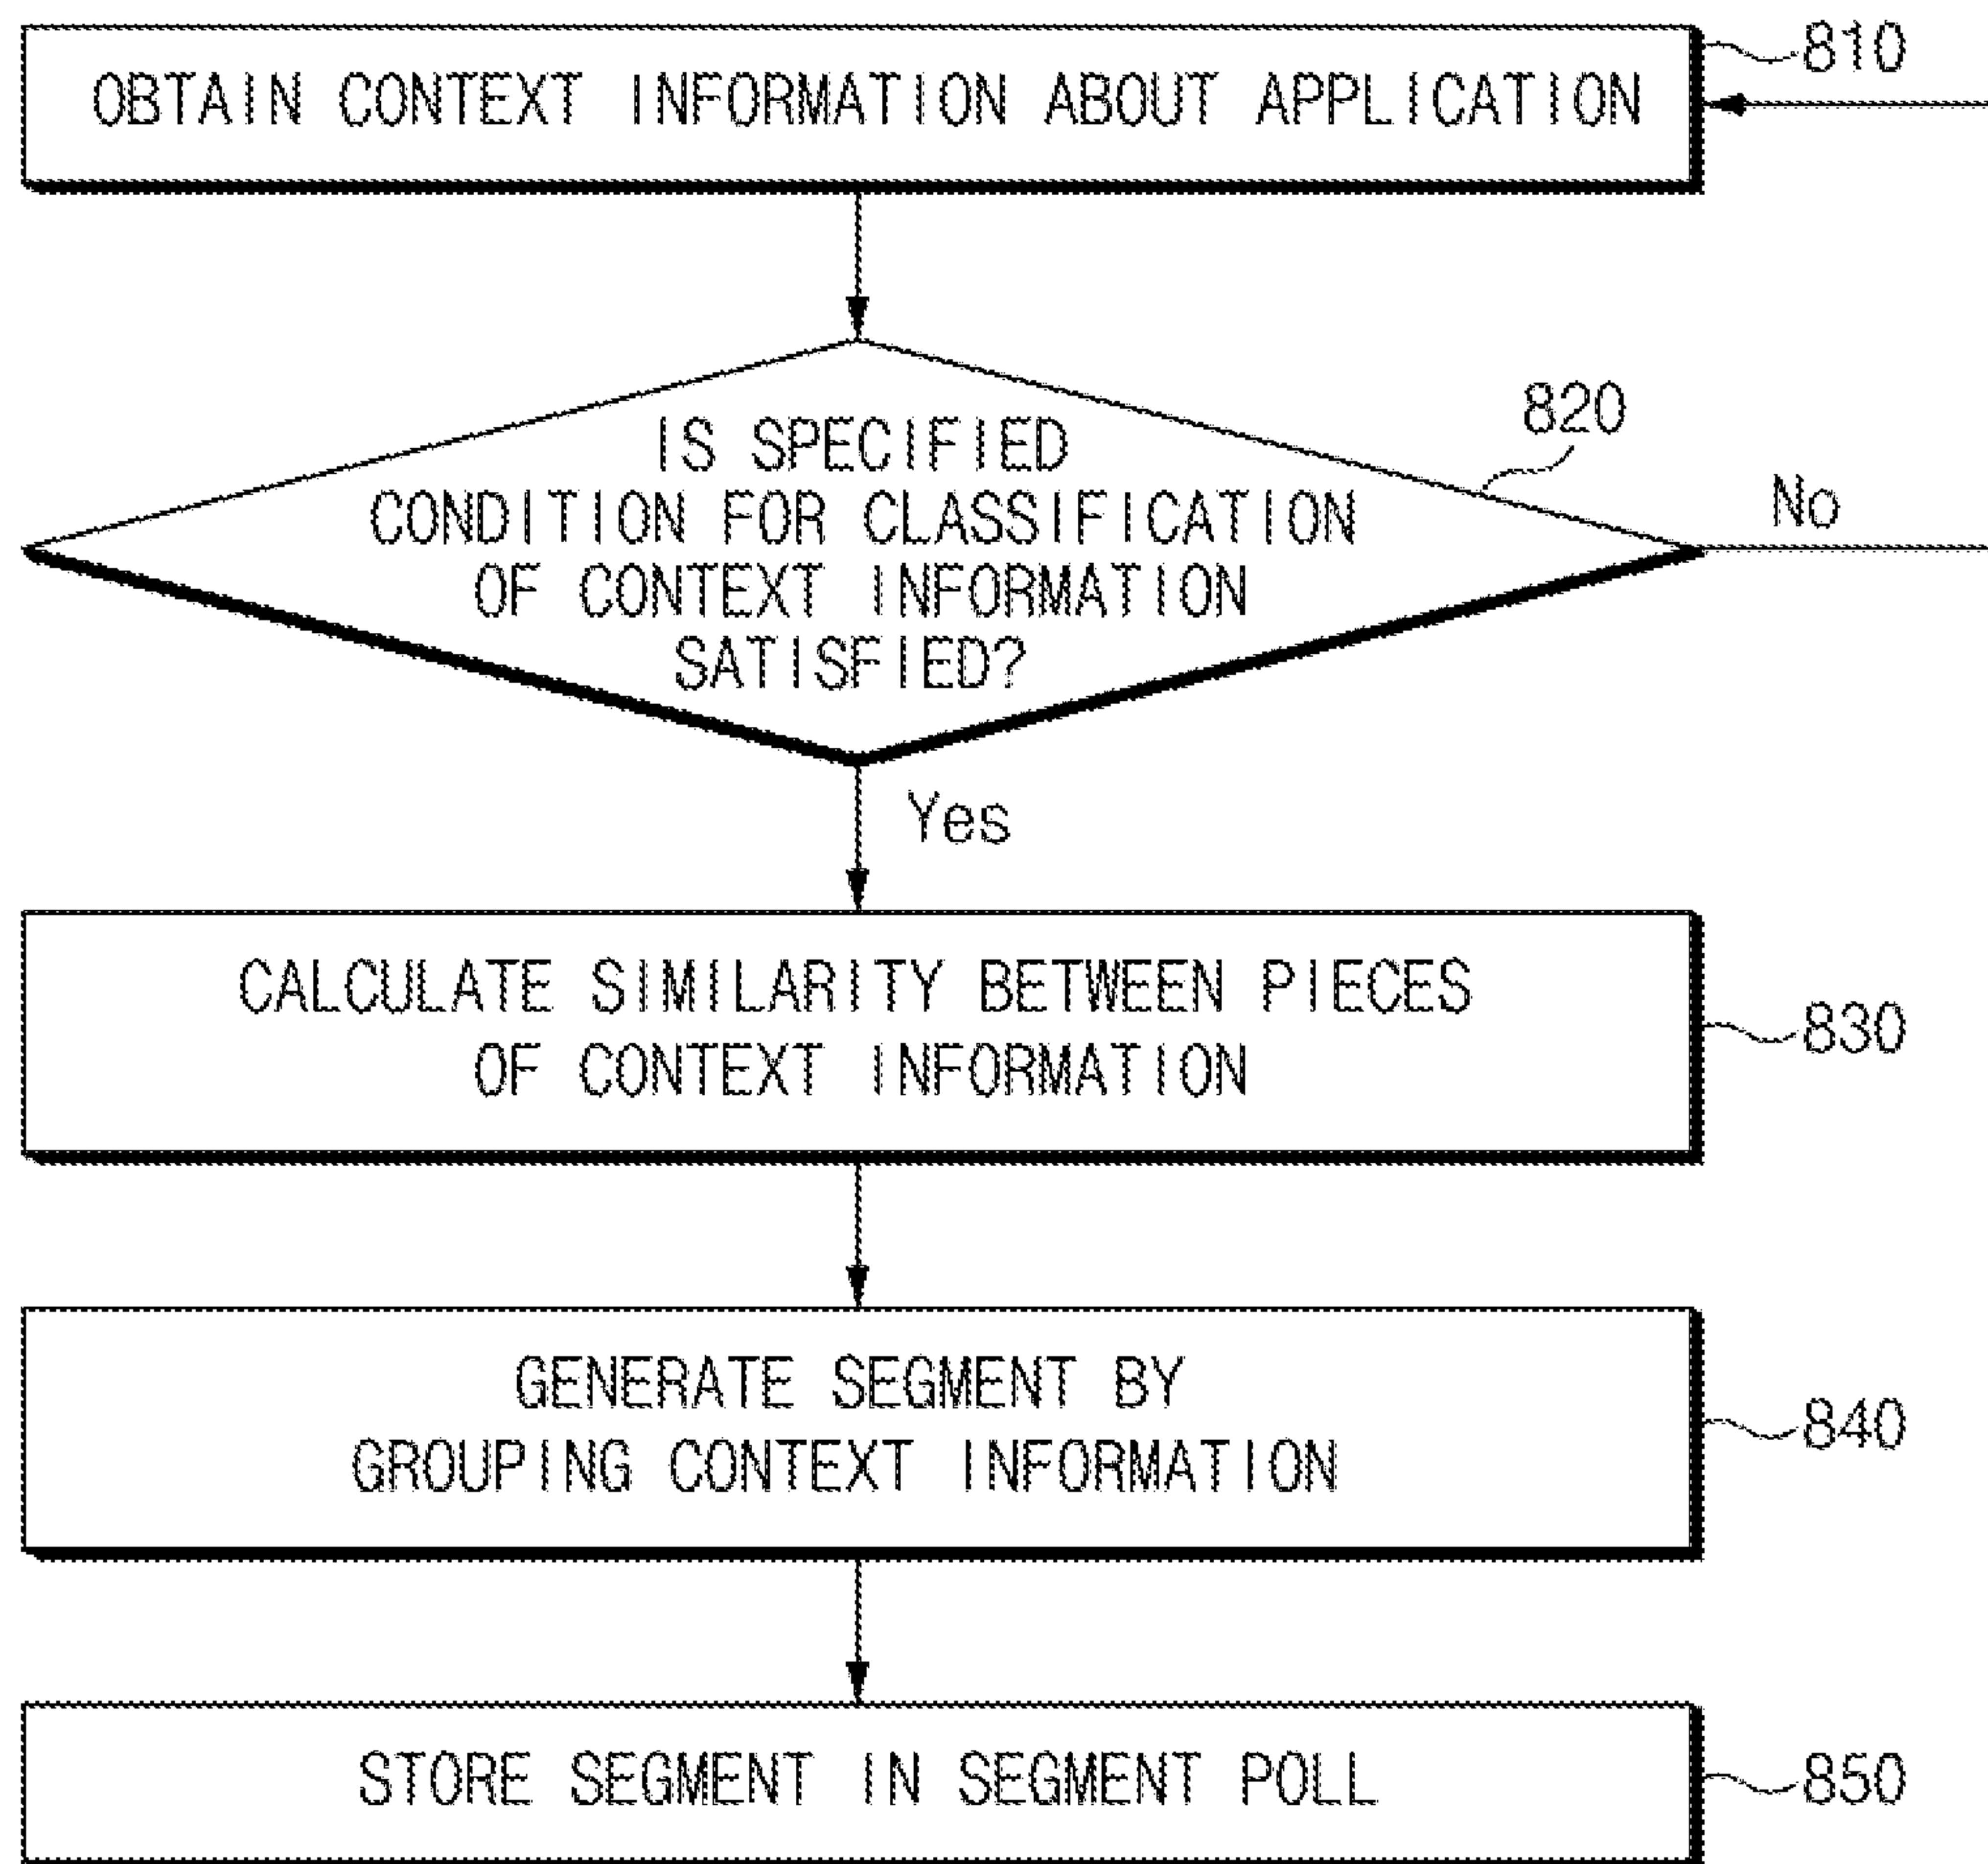 OBTAIN CONTEXT INFORMATION ABOUT APPLICATION
810
IS SPECIFIED
CONDITION FOR CLASSIFICATION
OF CONTEXT INFORMATION
SATISFIED?
820
No
Yes
CALCULATE SIMILARITY BETWEEN PIECES
OF CONTEXT INFORMATION
830
GENERATE SEGMENT BY
GROUPING CONTEXT INFORMATION
840
STORE SEGMENT IN SEGMENT POLL
850